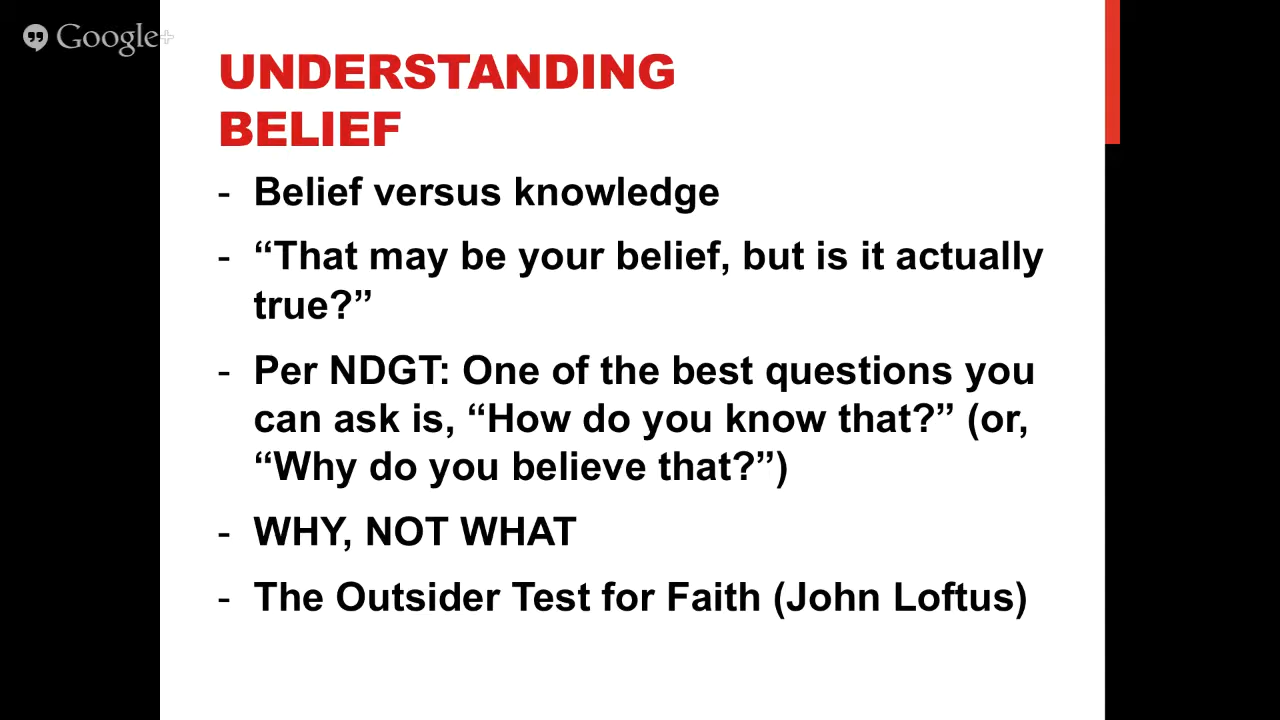 Google+
UNDERSTANDING
BELIEF
- Belief versus knowledge
- “That may be your belief, but is it actually
true?”
- Per NDGT: One of the best questions you
can ask is, “How do you know that?” (or,
“Why do you believe that?”)
- WHY, NOT WHAT
- The Outsider Test for Faith (John Loftus)